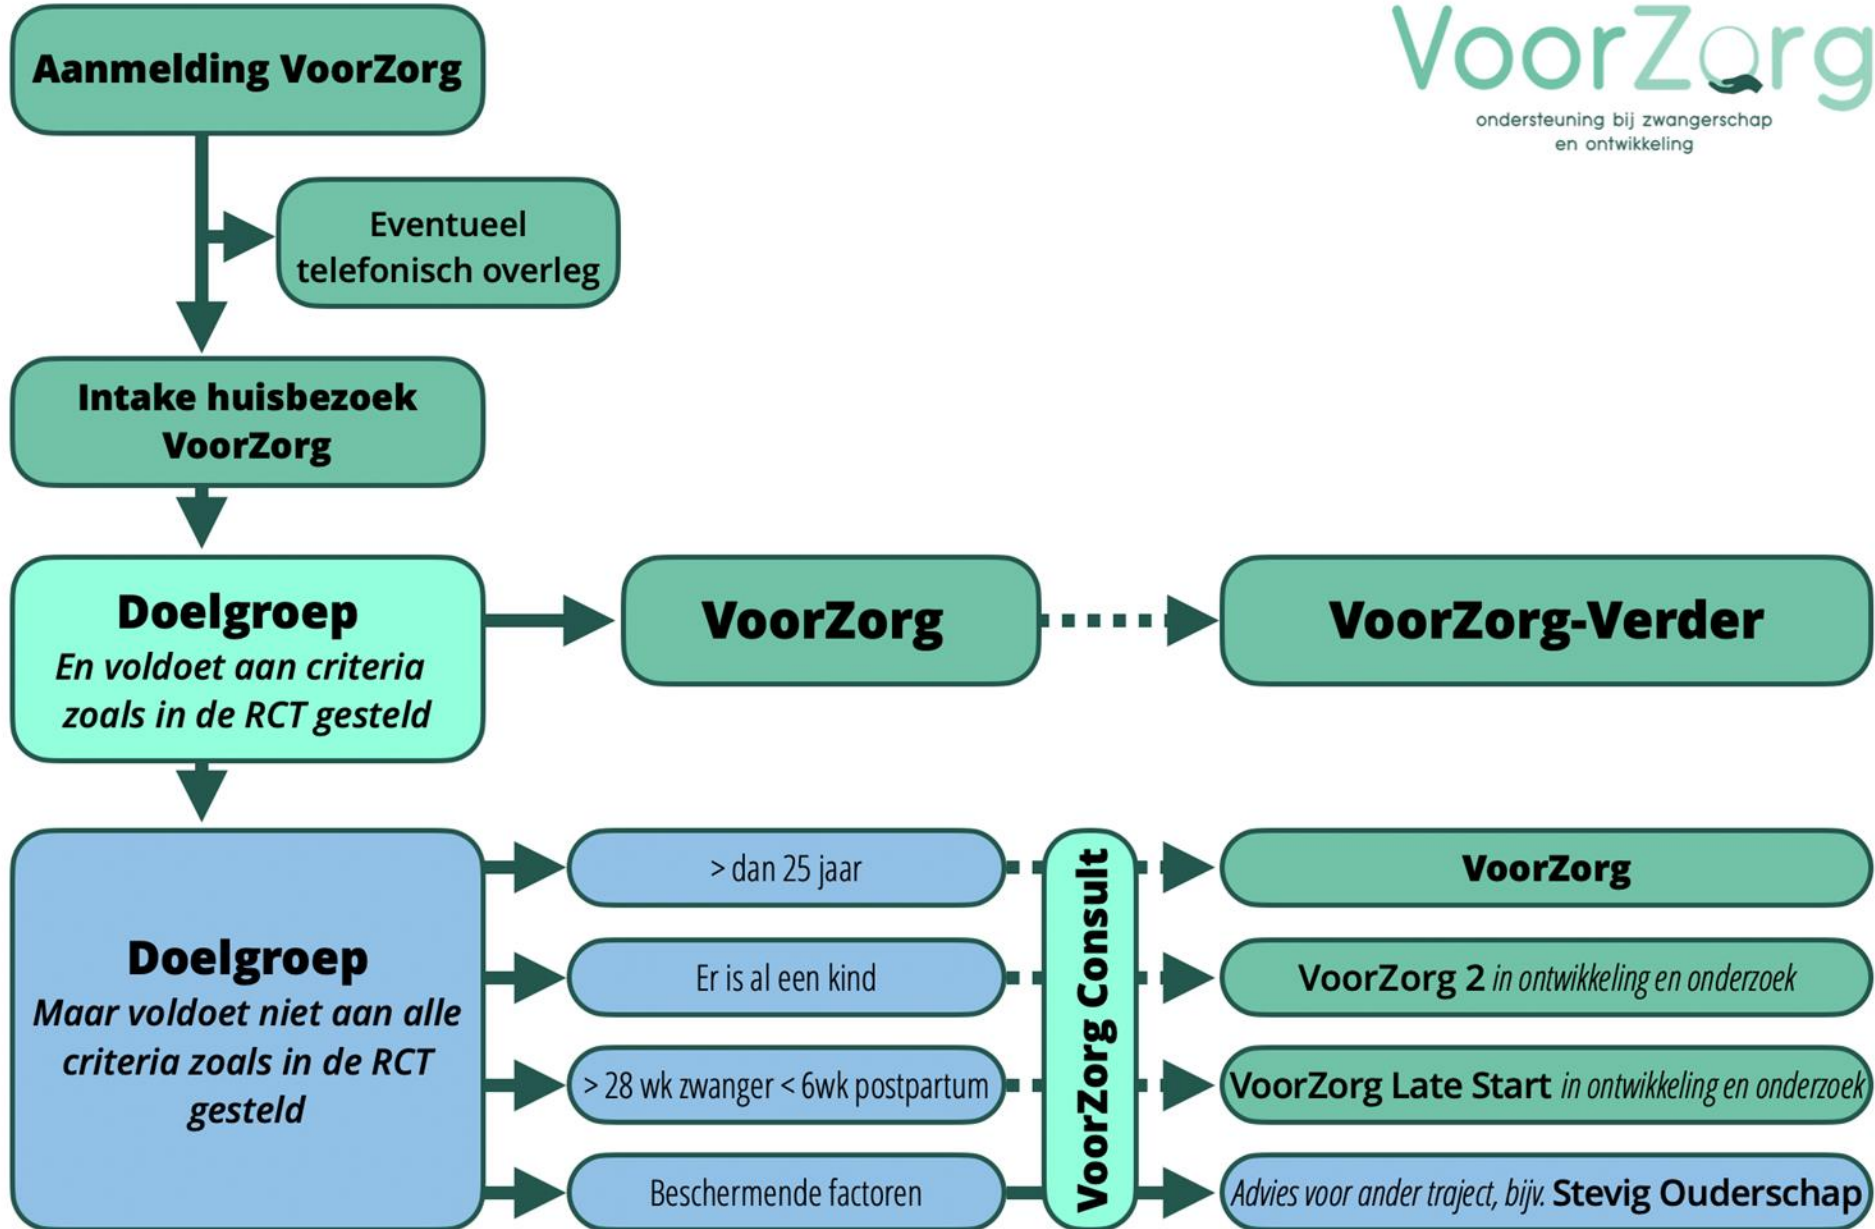 VoorZorg
ondersteuning bij zwangerschap
en ontwikkeling
Aanmelding VoorZorg
Eventueel
telefonisch overleg
Intake huisbezoek
VoorZorg
Doelgroep
En voldoet aan criteria
zoals in de RCT gesteld
VoorZorg
VoorZorg-Verder
Doelgroep
Maar voldoet niet aan alle
criteria zoals in de RCT
gesteld
> dan 25 jaar
Er is al een kind
> 28 wk zwanger < 6wk postpartum
Beschermende factoren
VoorZorg Consult
VoorZorg
VoorZorg 2 in ontwikkeling en onderzoek
VoorZorg Late Start in ontwikkeling en onderzoek
Advies voor ander traject, bijv. Stevig Ouderschap